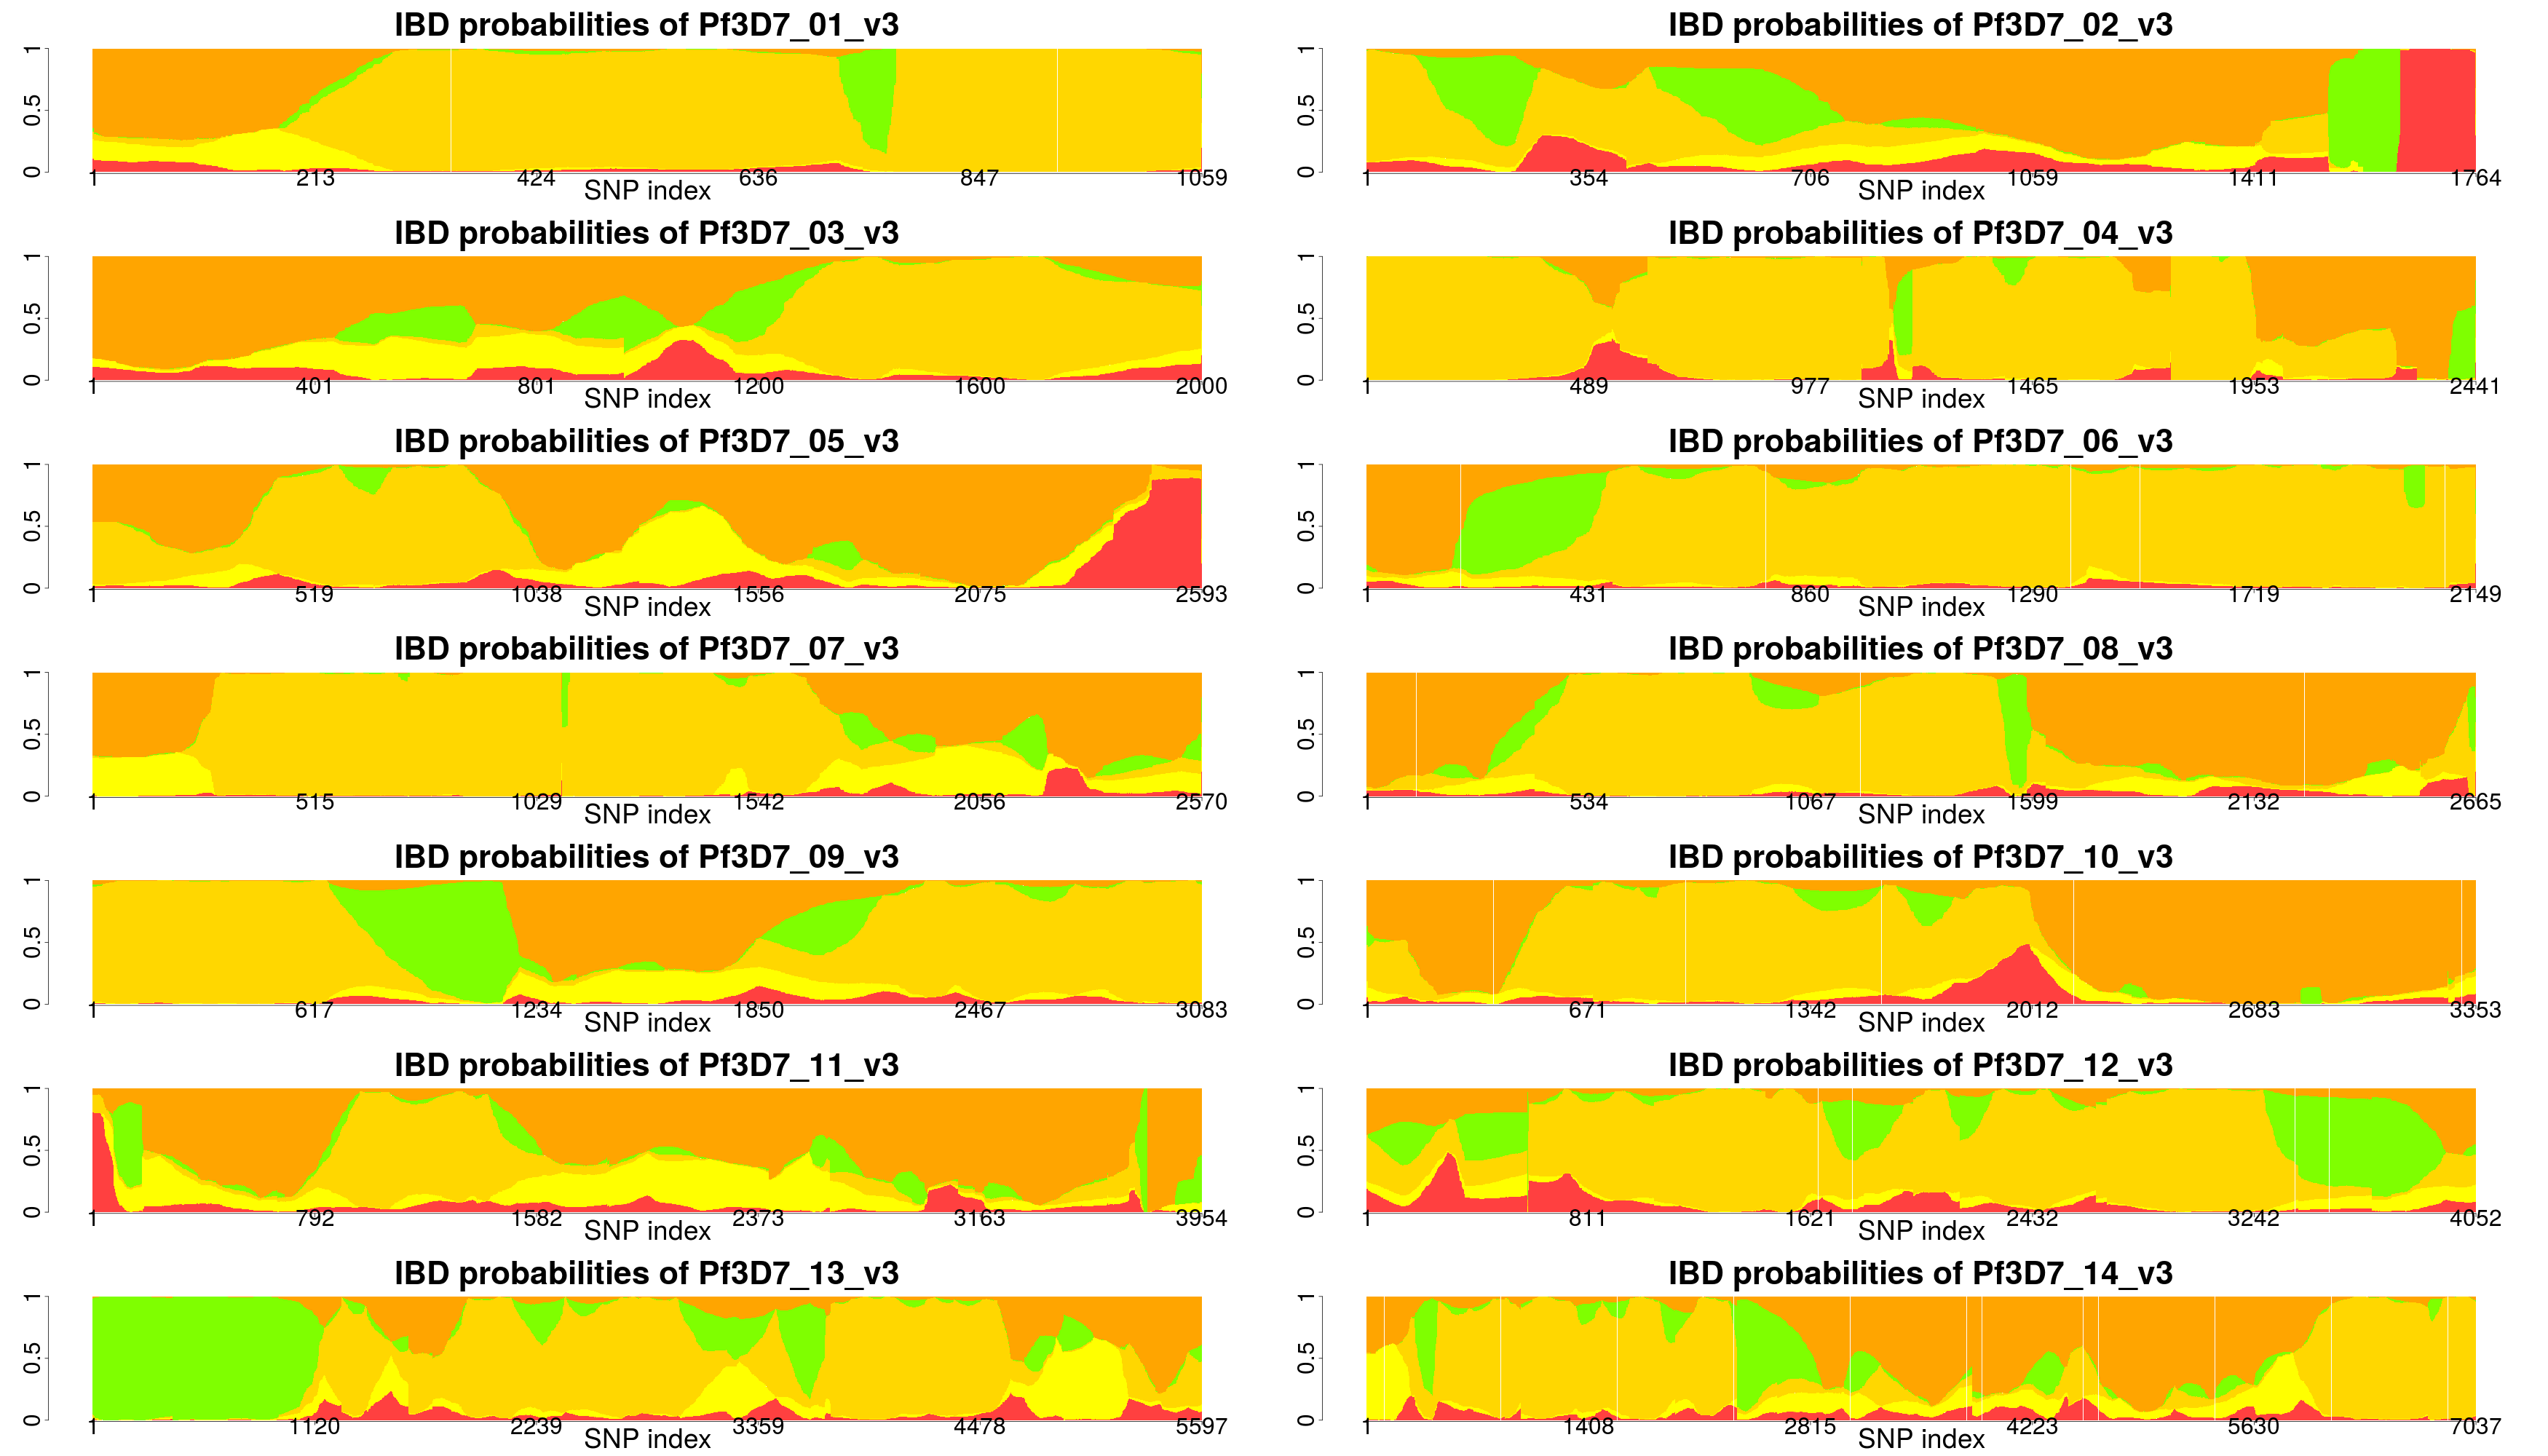 IBD probabilities of Pf3D7_01_v3
0 0.5 1
1 213 424 636 847 1059
SNP index
IBD probabilities of Pf3D7_02_v3
0 0.5 1
1 354 706 1059 1411 1764
SNP index
IBD probabilities of Pf3D7_03_v3
0 0.5 1
1 401 801 1200 1600 2000
SNP index
IBD probabilities of Pf3D7_04_v3
0 0.5 1
1 489 977 1465 1953 2441
SNP index
IBD probabilities of Pf3D7_05_v3
0 0.5 1
1 519 1038 1556 2075 2593
SNP index
IBD probabilities of Pf3D7_06_v3
0 0.5 1
1 431 860 1290 1719 2149
SNP index
IBD probabilities of Pf3D7_07_v3
0 0.5 1
1 515 1029 1542 2056 2570
SNP index
IBD probabilities of Pf3D7_08_v3
0 0.5 1
1 534 1067 1599 2132 2665
SNP index
IBD probabilities of Pf3D7_09_v3
0 0.5 1
1 617 1234 1850 2467 3083
SNP index
IBD probabilities of Pf3D7_10_v3
0 0.5 1
1 671 1342 2012 2683 3353
SNP index
IBD probabilities of Pf3D7_11_v3
0 0.5 1
1 792 1582 2373 3163 3954
SNP index
IBD probabilities of Pf3D7_12_v3
0 0.5 1
1 811 1621 2432 3242 4052
SNP index
IBD probabilities of Pf3D7_13_v3
0 0.5 1
1 1120 2239 3359 4478 5597
SNP index
IBD probabilities of Pf3D7_14_v3
0 0.5 1
1 1408 2815 4223 5630 7037
SNP index